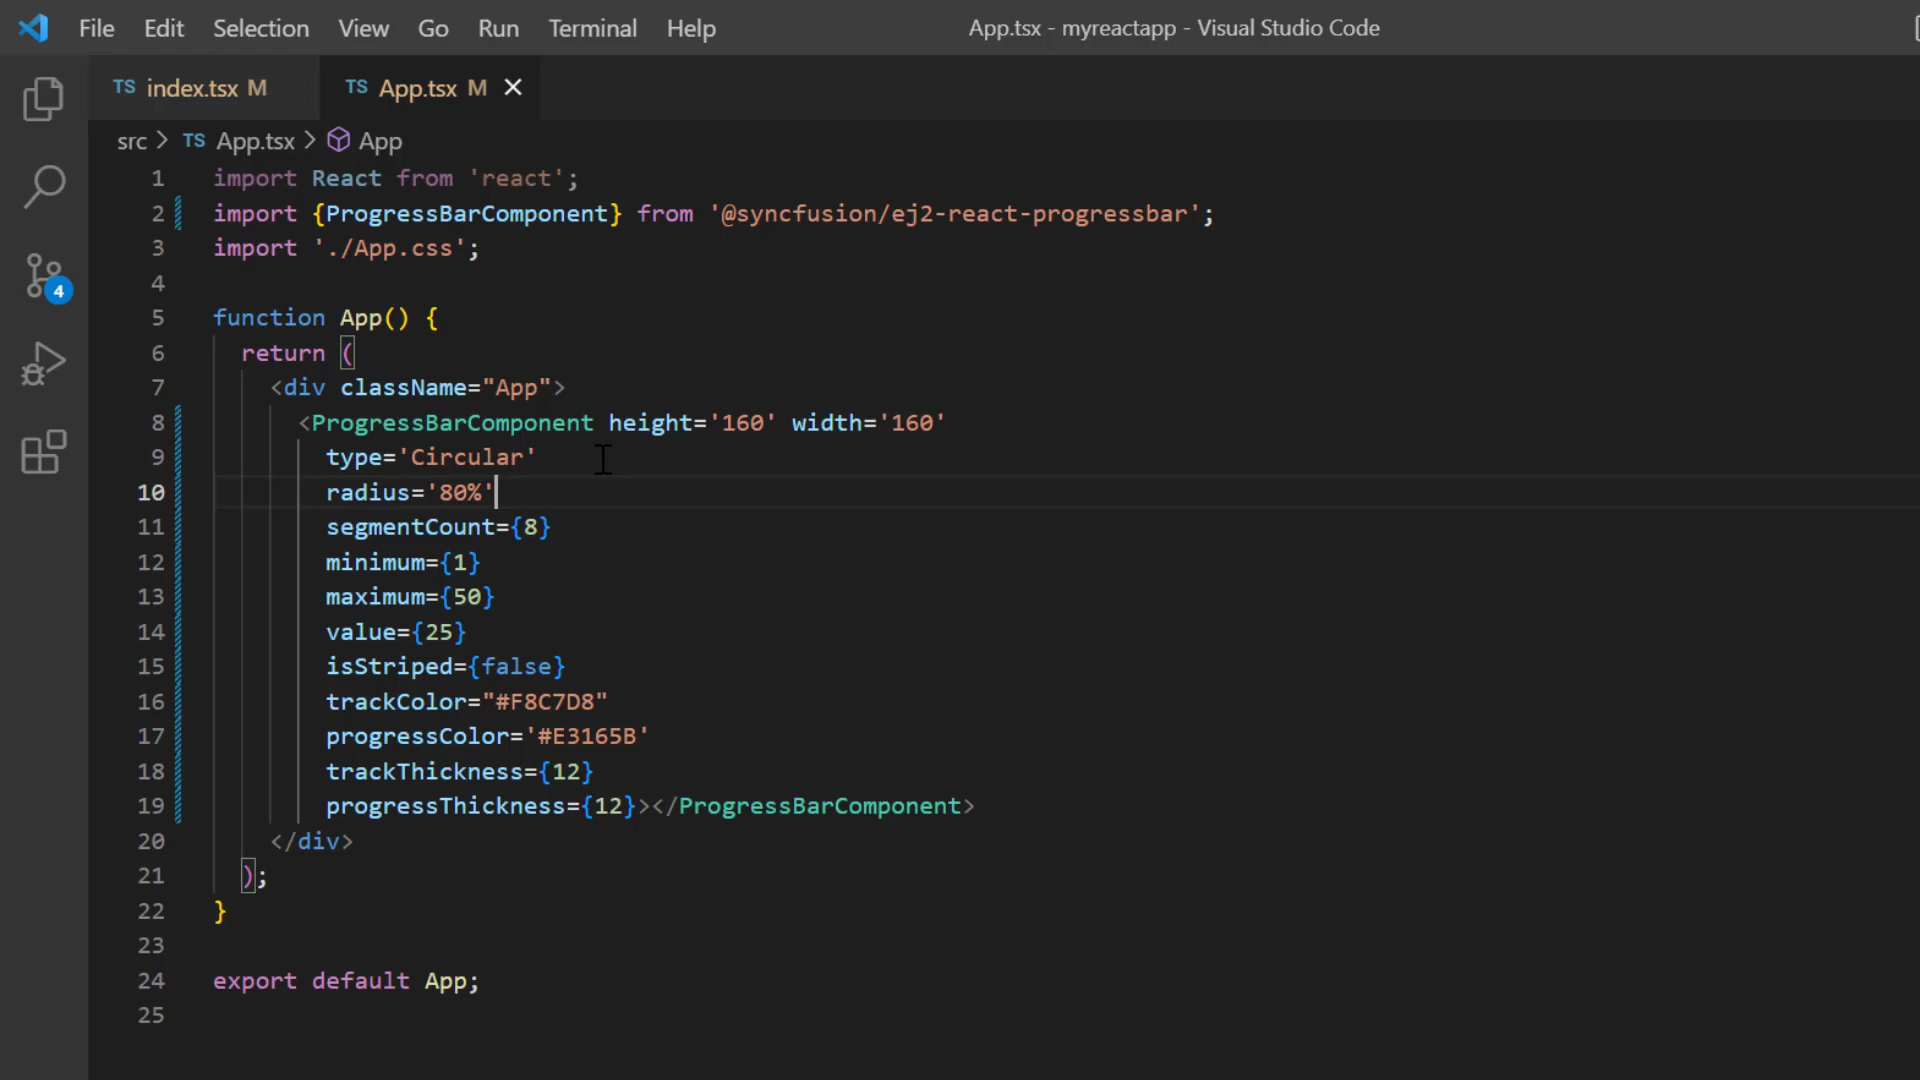 File Edit Selection View Go Run Terminal Help App.tsx - myreactapp - Visual Studio Code
TS index.tsx M TS App.tsx M
src > TS App.tsx > App
1 import React from 'react';
2 import {ProgressBarComponent} from '@syncfusion/ej2-react-progressbar';
3 import './App.css';
4
4
5 function App() {
6 return (
7 <div className="App">
8 <ProgressBarComponent height='160' width='160'
9 type='Circular'
10 radius='80%'
11 segmentCount={8}
12 minimum={1}
13 maximum={50}
14 value={25}
15 isStriped={false}
16 trackColor="#F8C7D8"
17 progressColor='#E3165B'
18 trackThickness={12}
19 progressThickness={12}></ProgressBarComponent>
20 </div>
21 );
22 }
23
24 export default App;
25